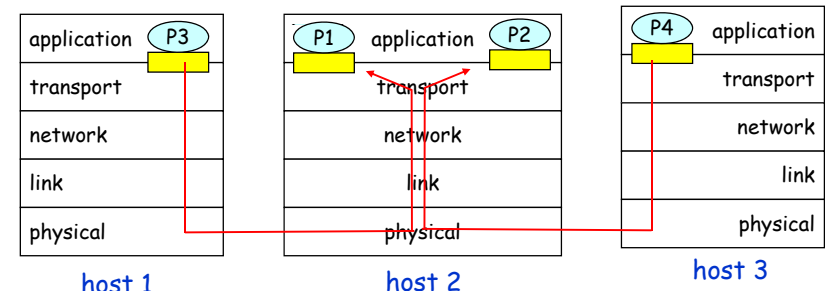 application P3
transport
network
link
physical
host 1
P1 application P2
transport
network
link
physical
host 2
P4 application
transport
network
link
physical
host 3